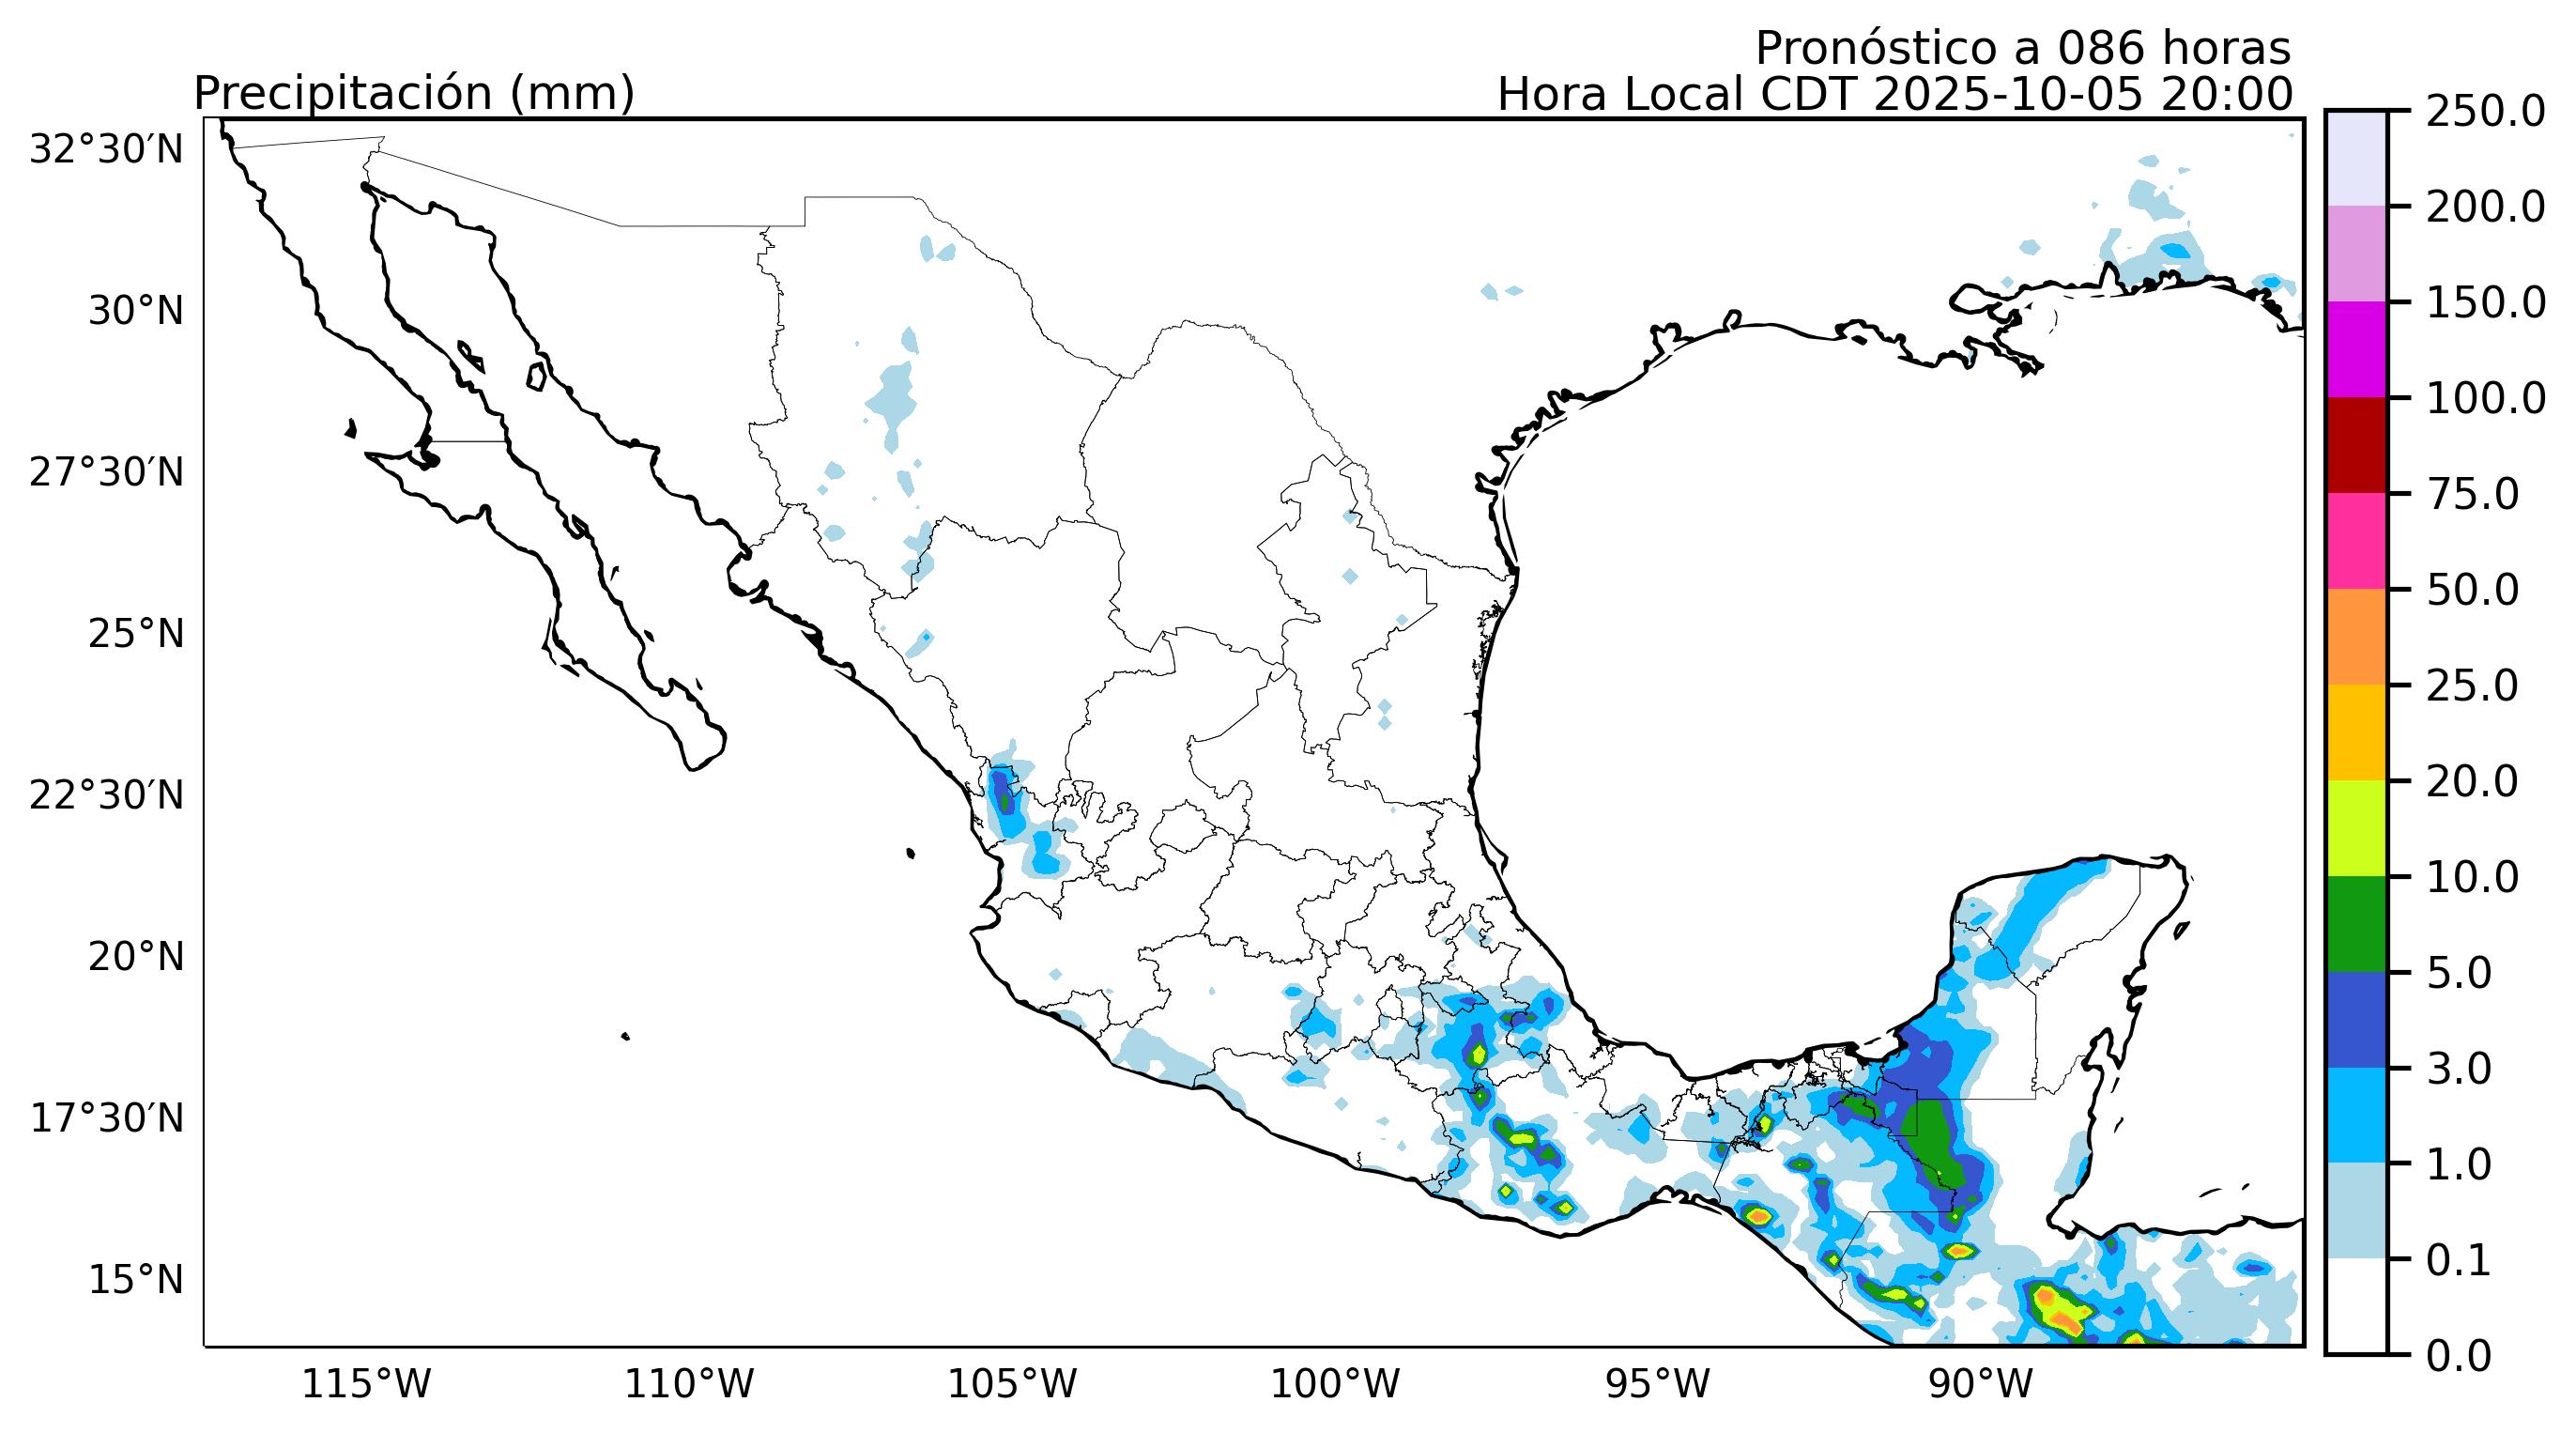 Pronóstico a 086 horas
Precipitación (mm)
Hora Local CDT 2025-10-05 20:00
32°30′N
30°N
27°30′N
25°N
22°30′N
20°N
17°30′N
15°N
115°W
110°W
105°W
100°W
95°W
90°W
250.0
200.0
150.0
100.0
75.0
50.0
25.0
20.0
10.0
5.0
3.0
1.0
0.1
0.0